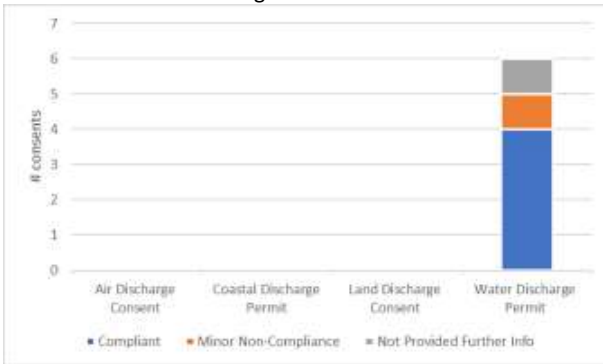 7
6
5
4
3
2
1
0
# consents
Air Discharge Consent
Coastal Discharge Permit
Land Discharge Consent
Water Discharge Permit
Compliant Minor Non-Compliance Not Provided Further Info